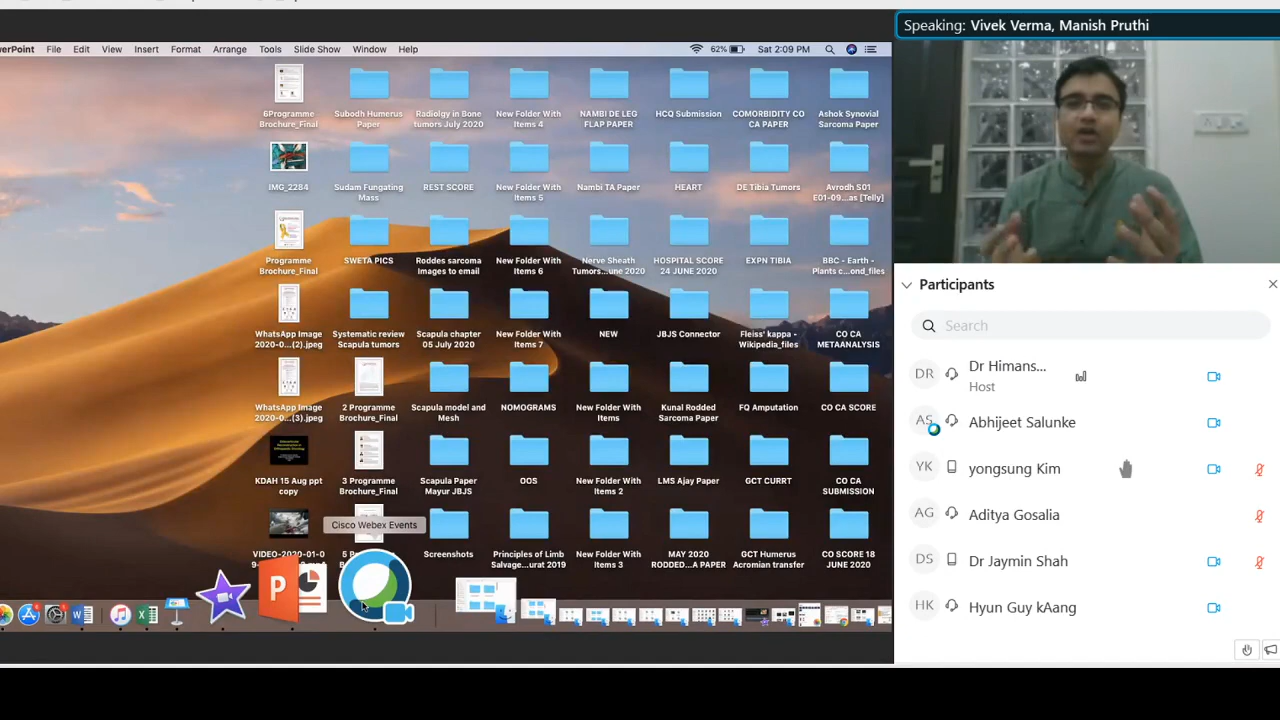 PowerPoint File Edit View Insert Format Arrange Tools Slide Show Window Help 62% Sat 2:09 PM
Speaking: Vivek Verma, Manish Pruthi
6Programme
Brochure_Final
Subodh Humerus
Paper
Radiolgy in Bone
tumors July 2020
New Folder With
Items 4
NAMBI DE LEG
FLAP PAPER
HCQ Submission
COMORBIDITY CO
CA PAPER
Ashok Synovial
Sarcoma Paper
IMG_2284
Sudam Fungating
Mass
REST SCORE
New Folder With
Items 5
Nambi TA Paper
HEART
DE Tibia Tumors
Avrodh S01
E01-09...as [Telly]
Programme
Brochure_Final
SWETA PICS
Roddes sarcoma
Images to email
New Folder With
Items 6
Nerve Sheath
Tumors...une 2020
HOSPITAL SCORE
24 JUNE 2020
EXPN TIBIA
BBC - Earth -
Plants c...ond_files
WhatsApp Image
2020-0...(2).jpeg
Systematic review
Scapula tumors
Scapula chapter
05 July 2020
New Folder With
Items 7
NEW
JBJS Connector
Fleiss' kappa -
Wikipedia_files
CO CA
METAANALYSIS
WhatsApp Image
2020-0...(3).jpeg
2 Programme
Brochure_Final
Scapula model and
Mesh
NOMOGRAMS
New Folder With
Items
Kunal Rodded
Sarcoma Paper
FQ Amputation
CO CA SCORE
KDAH 15 Aug ppt
copy
3 Programme
Brochure_Final
Scapula Paper
Mayur JBJS
OOS
New Folder With
Items 2
LMS Ajay Paper
GCT CURRT
CO CA
SUBMISSION
Cisco Webex Events
VIDEO-2020-01-0
Screenshots
Principles of Limb
Salvage...urat 2019
New Folder With
Items 3
MAY 2020
RODDED...A PAPER
GCT Humerus
Acromian transfer
CO SCORE 18
JUNE 2020
Participants
Search
DR Dr Himans...
Host
AS Abhijeet Salunke
YK yongsung Kim
AG Aditya Gosalia
DS Dr Jaymin Shah
HK Hyun Guy kAang